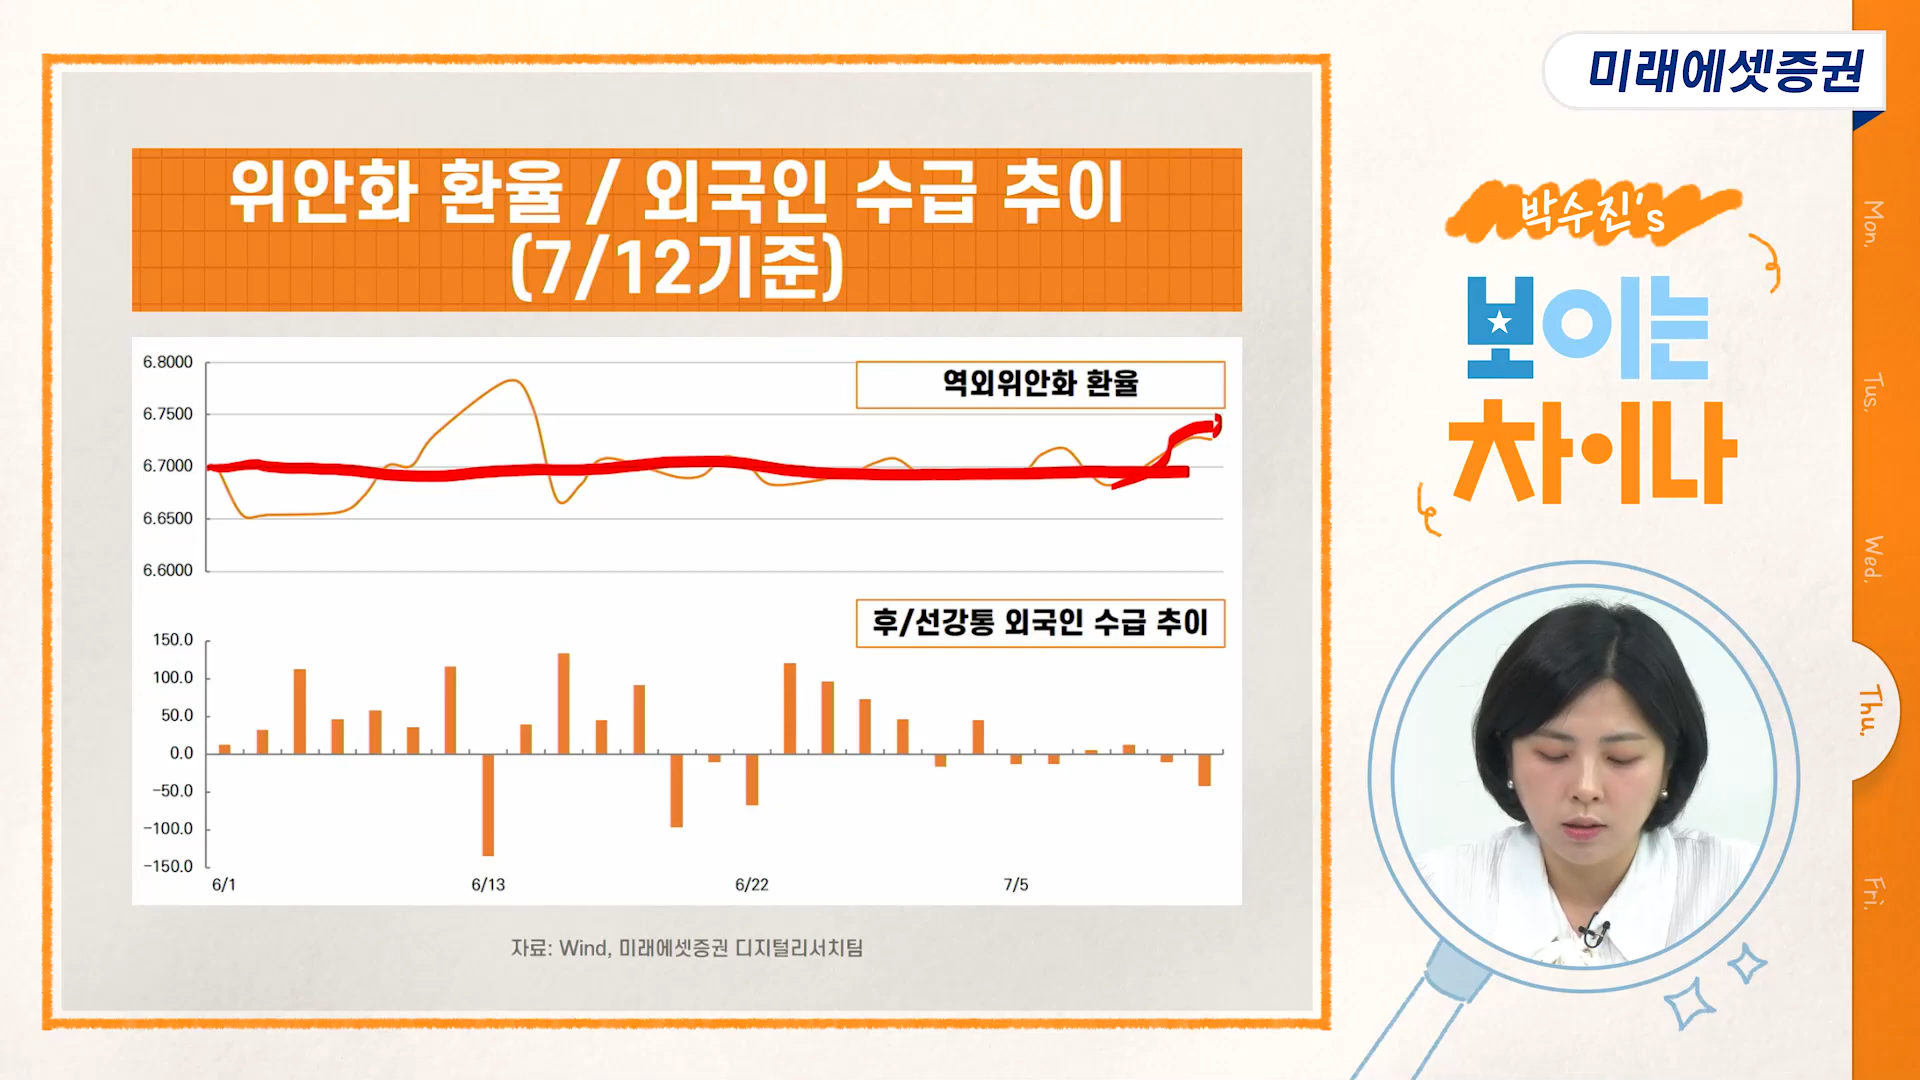 위안화 환율 / 외국인 수급 추이
(7/12기준)
역외위안화 환율
6.8000
6.7500
6.7000
6.6500
6.6000
후/선강통 외국인 수급 추이
150.0
100.0
50.0
0.0
-50.0
-100.0
-150.0
6/1
6/13
6/22
7/5
자료: Wind, 미래에셋증권 디지털리서치팀
미래에셋증권
박수진's
보이는
차이나
Mon,
Tus,
Wed,
Thu,
Fri,